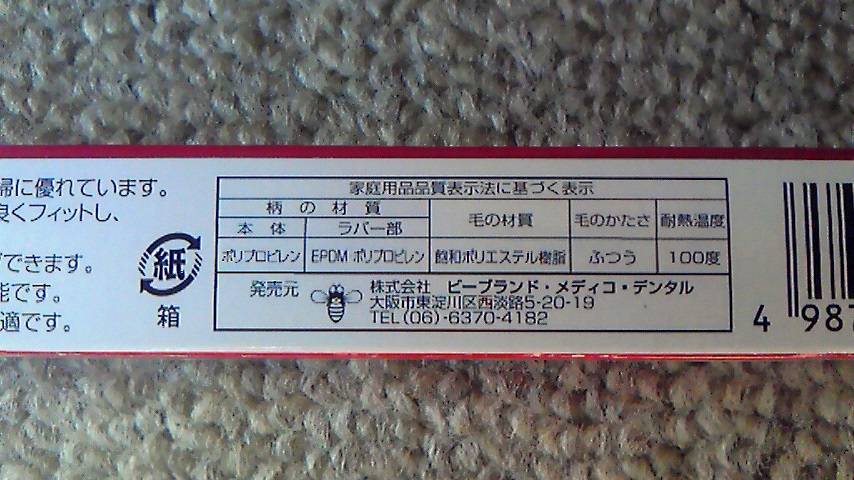 掃に優れています。
良くフィットし、
ができます。
能です。
適です。
紙
箱
家庭用品品質表示法に基づく表示
柄の材質
毛の材質
毛のかたさ
耐熱温度
本体
ラバー部
ポリプロピレン
EPDM ポリプロピレン
飽和ポリエステル樹脂
ふつう
100度
発売元
株式会社 ビーブランド・メディコ・デンタル
大阪市東淀川区西淡路5-20-19
TEL(06)-6370-4182
4 987